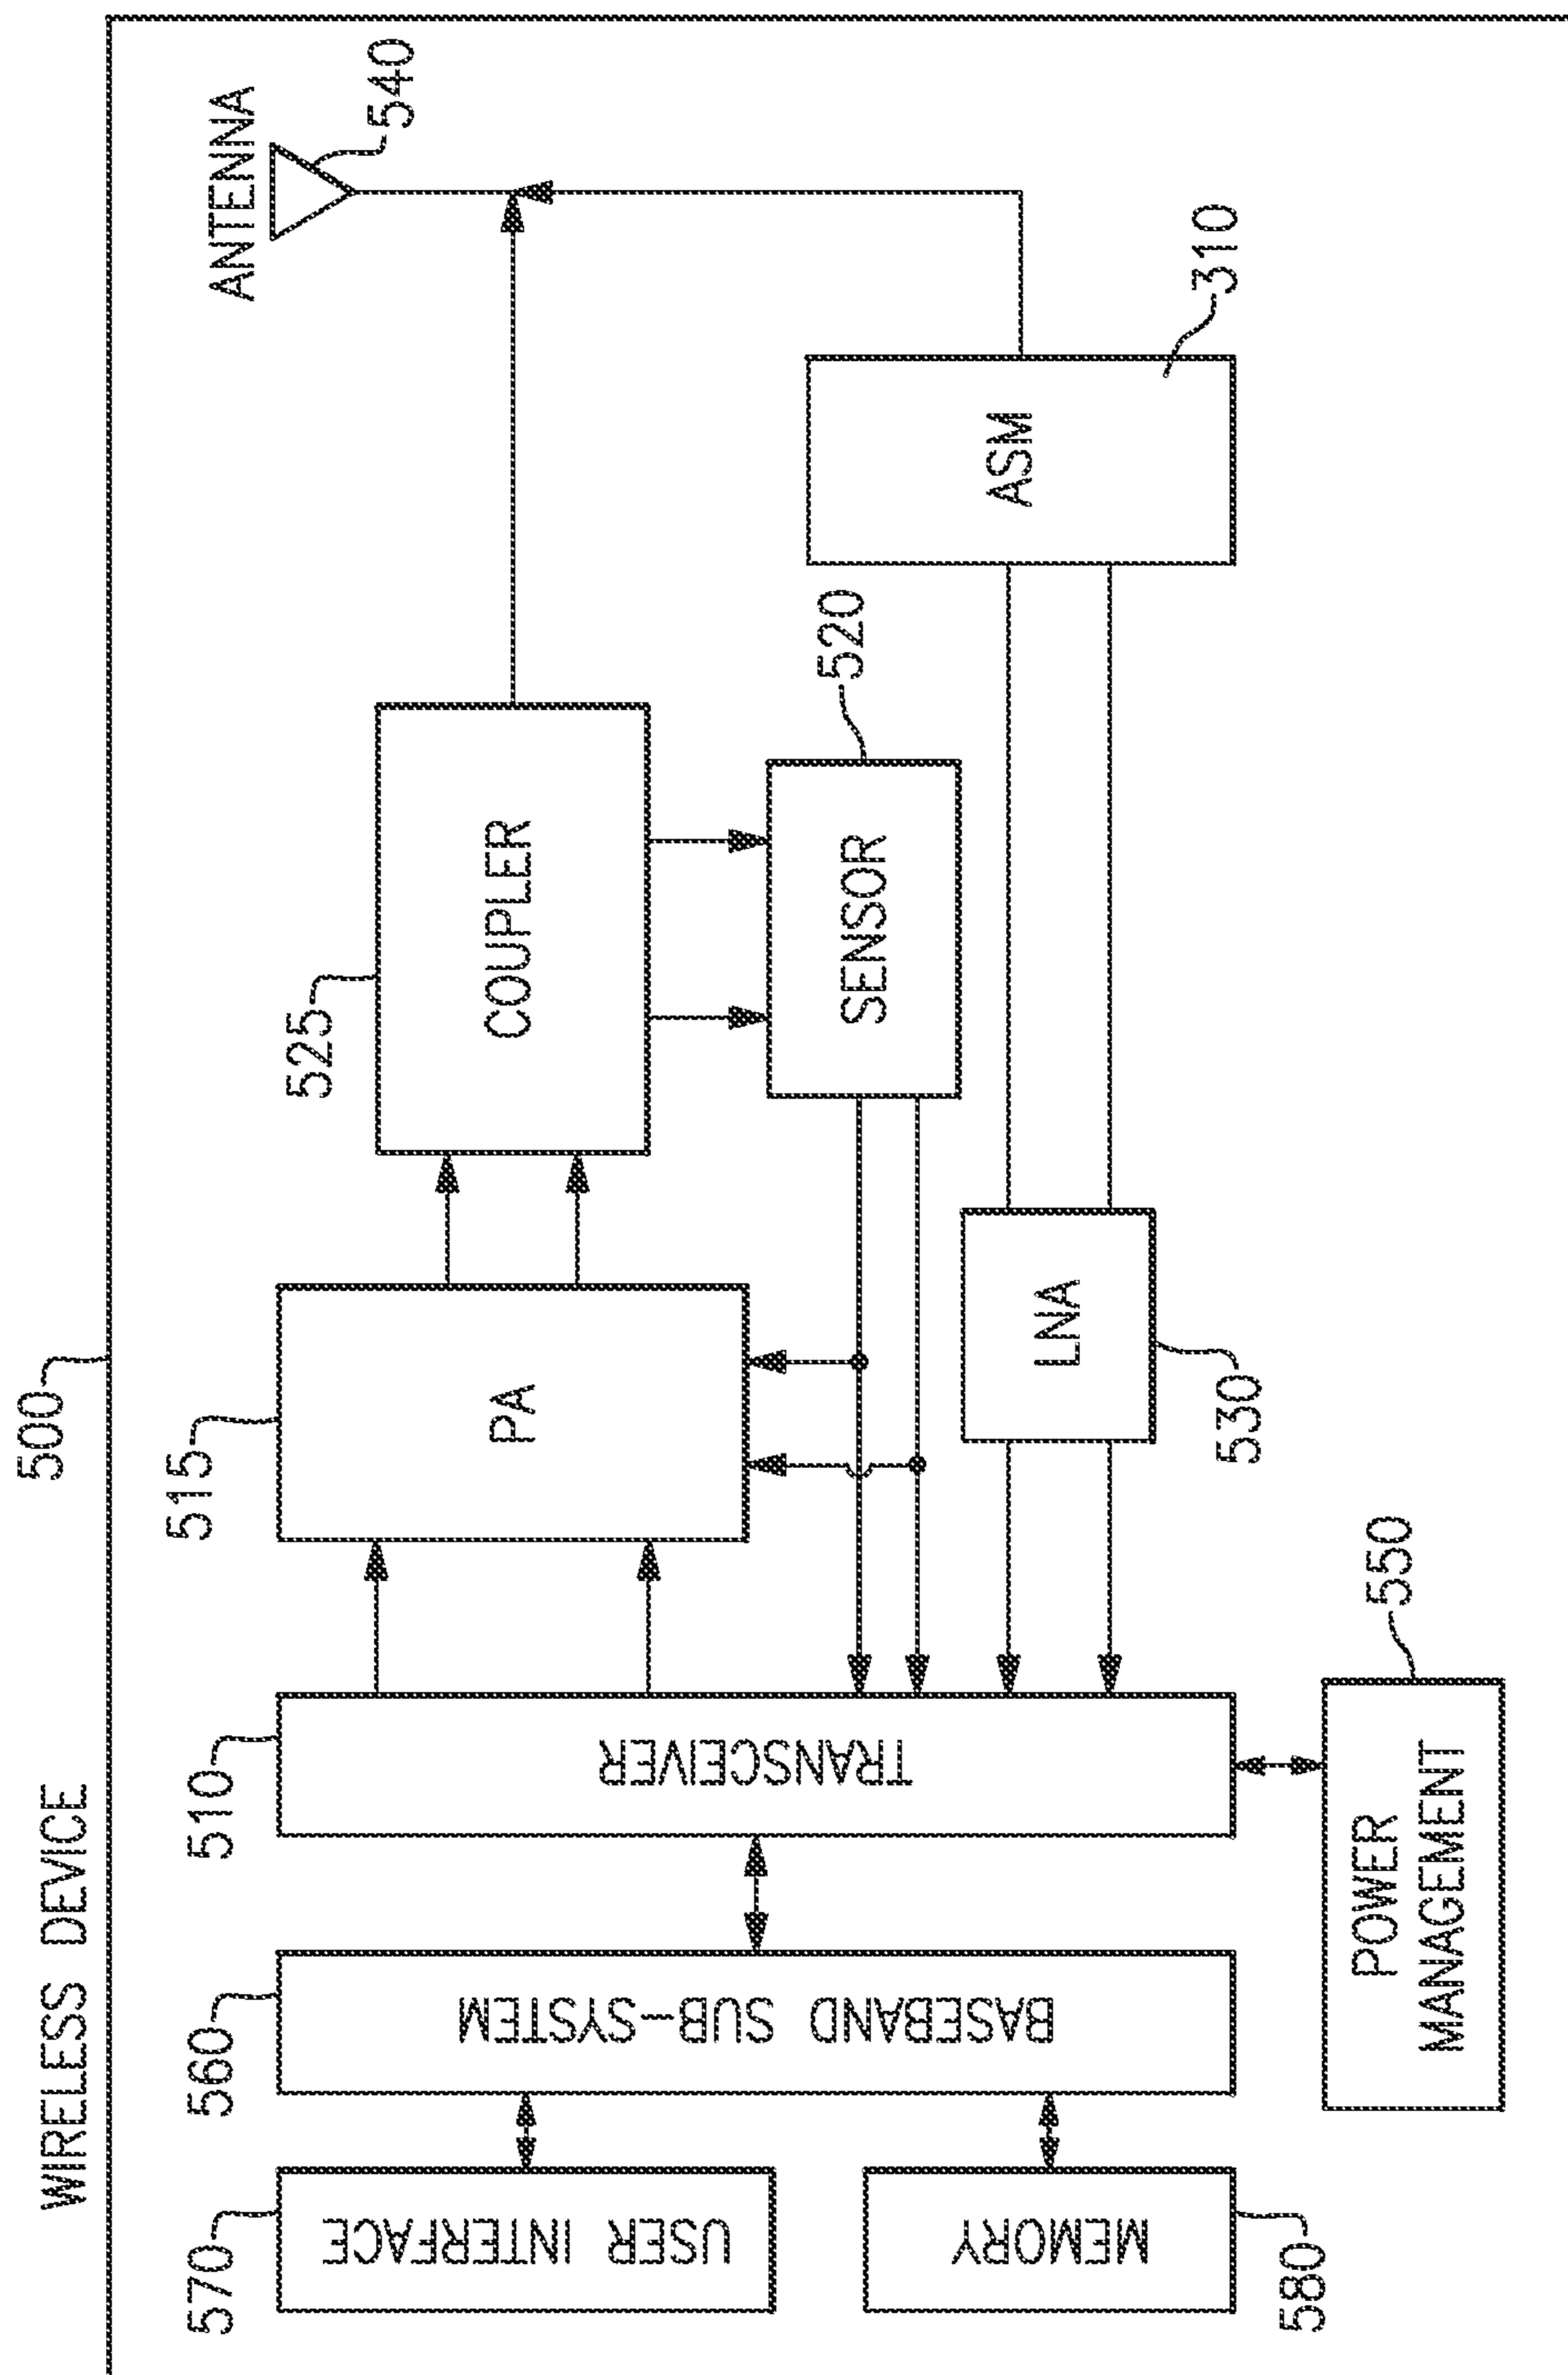 WIRELESS DEVICE
500
570
USER INTERFACE
MEMORY
580
560
BASEBAND SUB-SYSTEM
510
TRANSCEIVER
POWER
MANAGEMENT
550
515
PA
525
COUPLER
SENSOR
520
LNA
530
ASM
310
ANTENNA
540